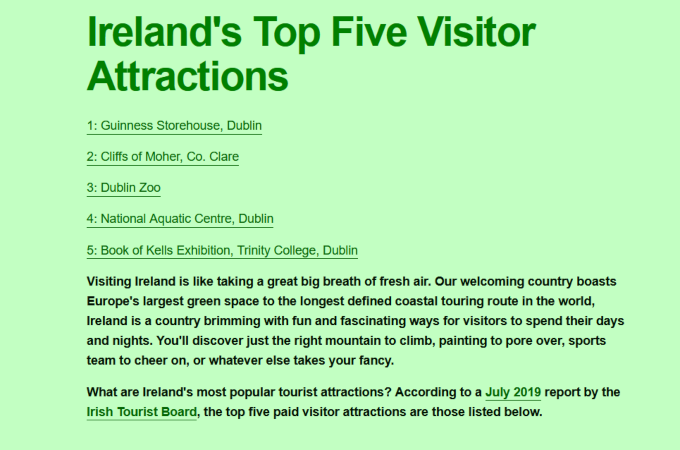 Ireland's Top Five Visitor
Attractions
1: Guinness Storehouse, Dublin
2: Cliffs of Moher, Co. Clare
3: Dublin Zoo
4: National Aquatic Centre, Dublin
5: Book of Kells Exhibition, Trinity College, Dublin
Visiting Ireland is like taking a great big breath of fresh air. Our welcoming country boasts
Europe's largest green space to the longest defined coastal touring route in the world,
Ireland is a country brimming with fun and fascinating ways for visitors to spend their days
and nights. You'll discover just the right mountain to climb, painting to pore over, sports
team to cheer on, or whatever else takes your fancy.
What are Ireland's most popular tourist attractions? According to a July 2019 report by the
Irish Tourist Board, the top five paid visitor attractions are those listed below.